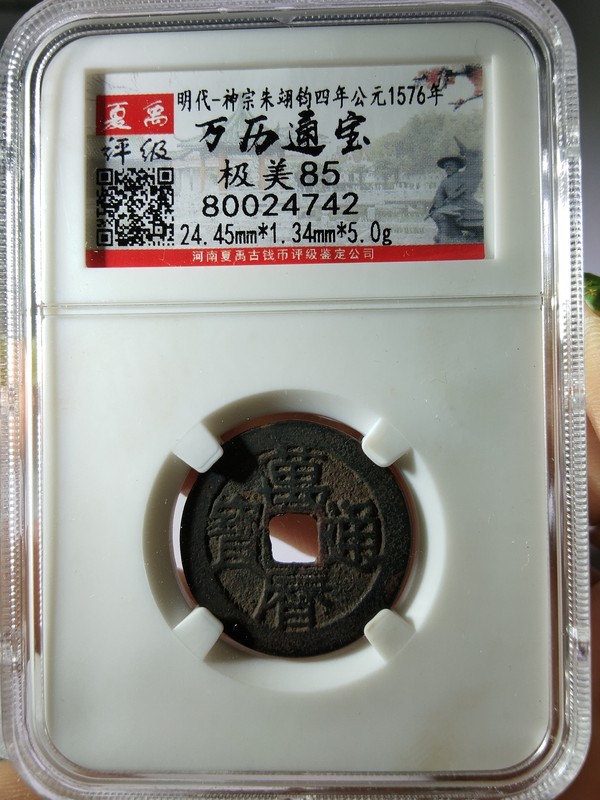 夏禹
评级
明代-神宗朱翊钧四年公元1576年
万历通宝
极美85
80024742
24.45mm*1.34mm*5.0g
河南夏禹古钱币评级鉴定公司
萬曆通寶